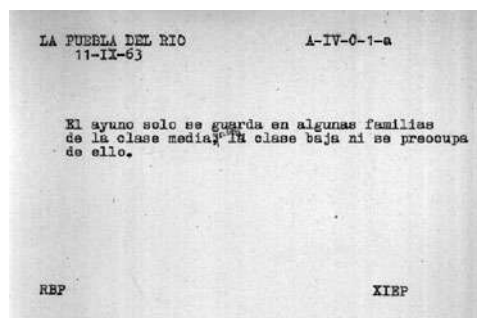 LA PUEBLA DEL RIO A-IV-C-1-a
11-II-63
El ayuno solo se guarda en algunas familias
de la clase media, la clase baja ni se preocupa
de ello.
RBP XIEP